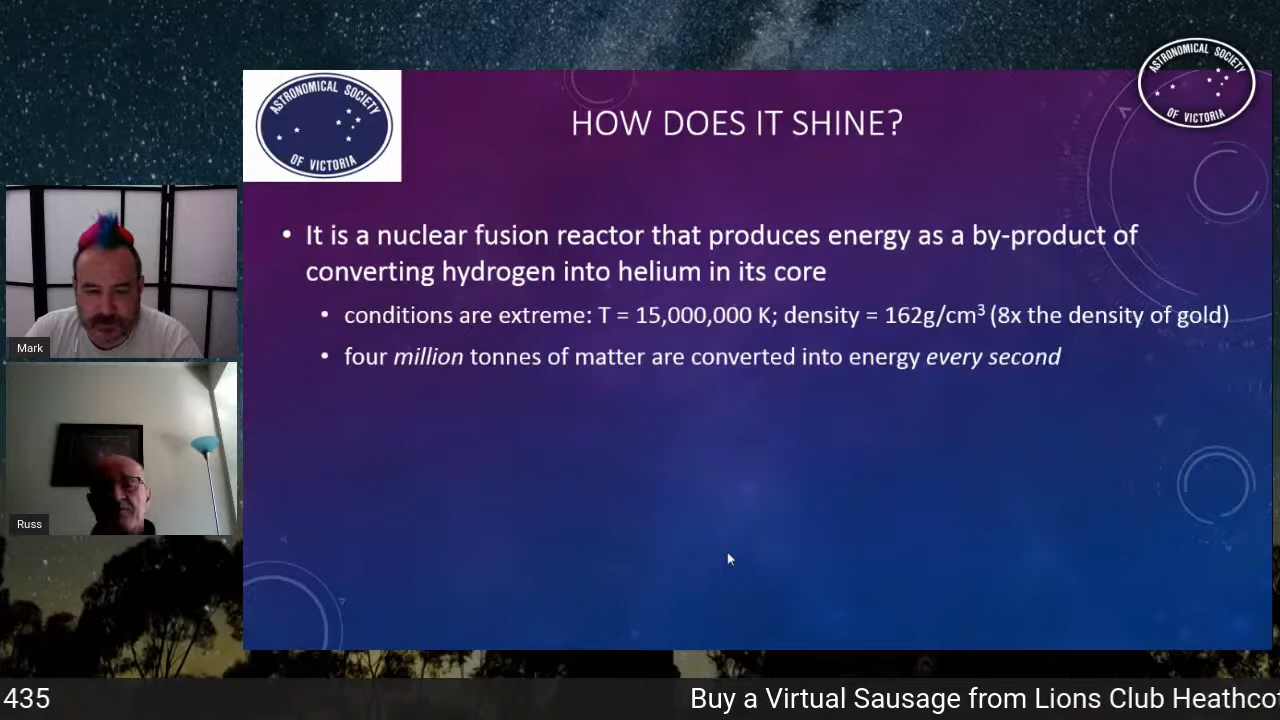 ASTRONOMICAL SOCIETY
OF VICTORIA
ASTRONOMICAL SOCIETY
OF VICTORIA
HOW DOES IT SHINE?
• It is a nuclear fusion reactor that produces energy as a by-product of
converting hydrogen into helium in its core
• conditions are extreme: T = 15,000,000 K; density = 162g/cm³ (8x the density of gold)
• four million tonnes of matter are converted into energy every second
Mark
Russ
435
Buy a Virtual Sausage from Lions Club Heathco